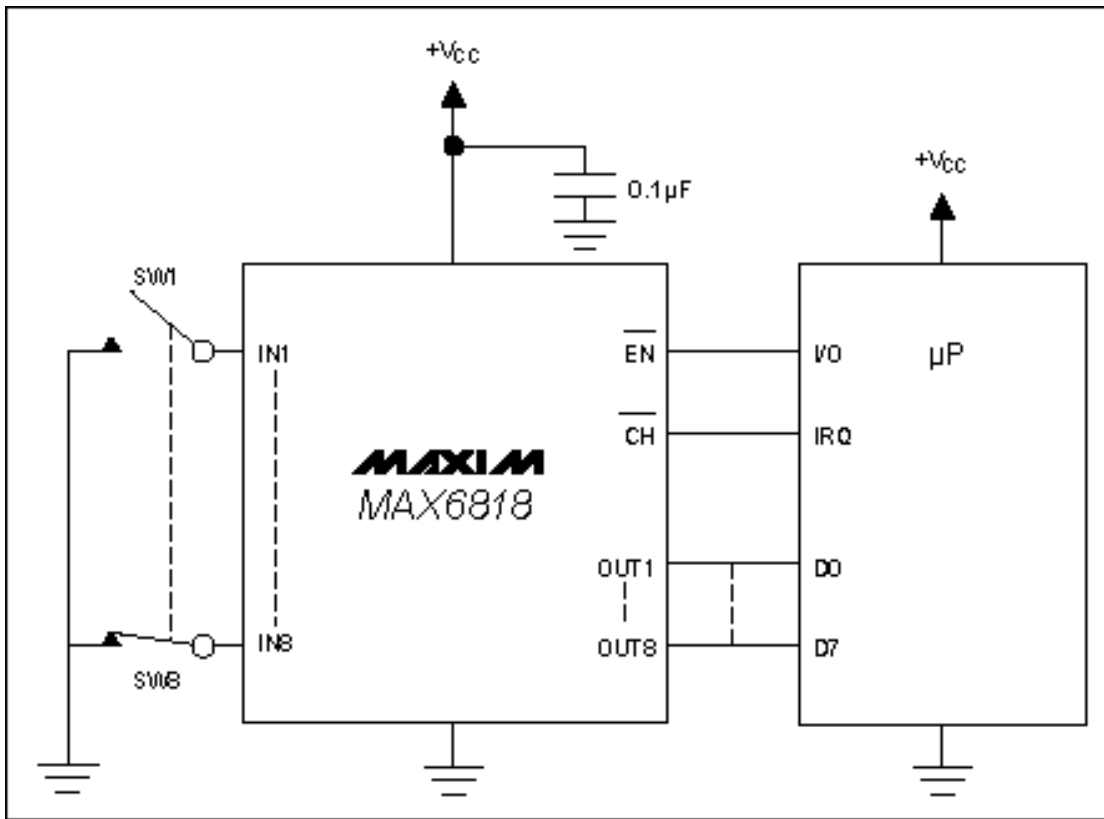 +VCC
0.1µF
+VCC
SW1
IN1
EN
I/O
µP
CH
IRQ
MAXIM
MAX6818
OUT1
D0
IN8
OUT8
D7
SW8